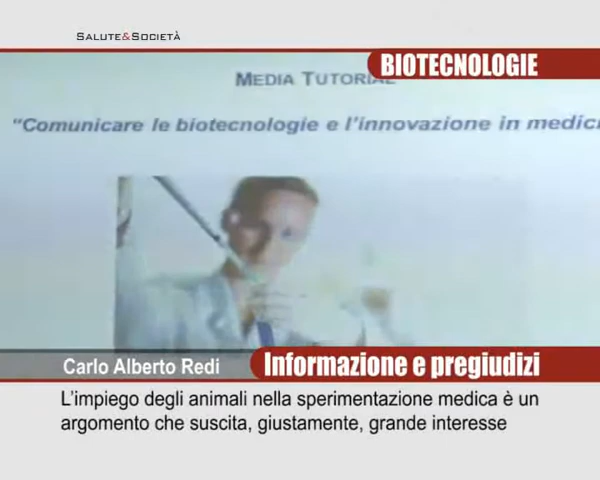 SALUTE&SOCIETÀ
BIOTECNOLOGIE
MEDIA TUTORIAL
“Comunicare le biotecnologie e l’innovazione in medici
Carlo Alberto Redi
Informazione e pregiudizi
L’impiego degli animali nella sperimentazione medica è un
argomento che suscita, giustamente, grande interesse